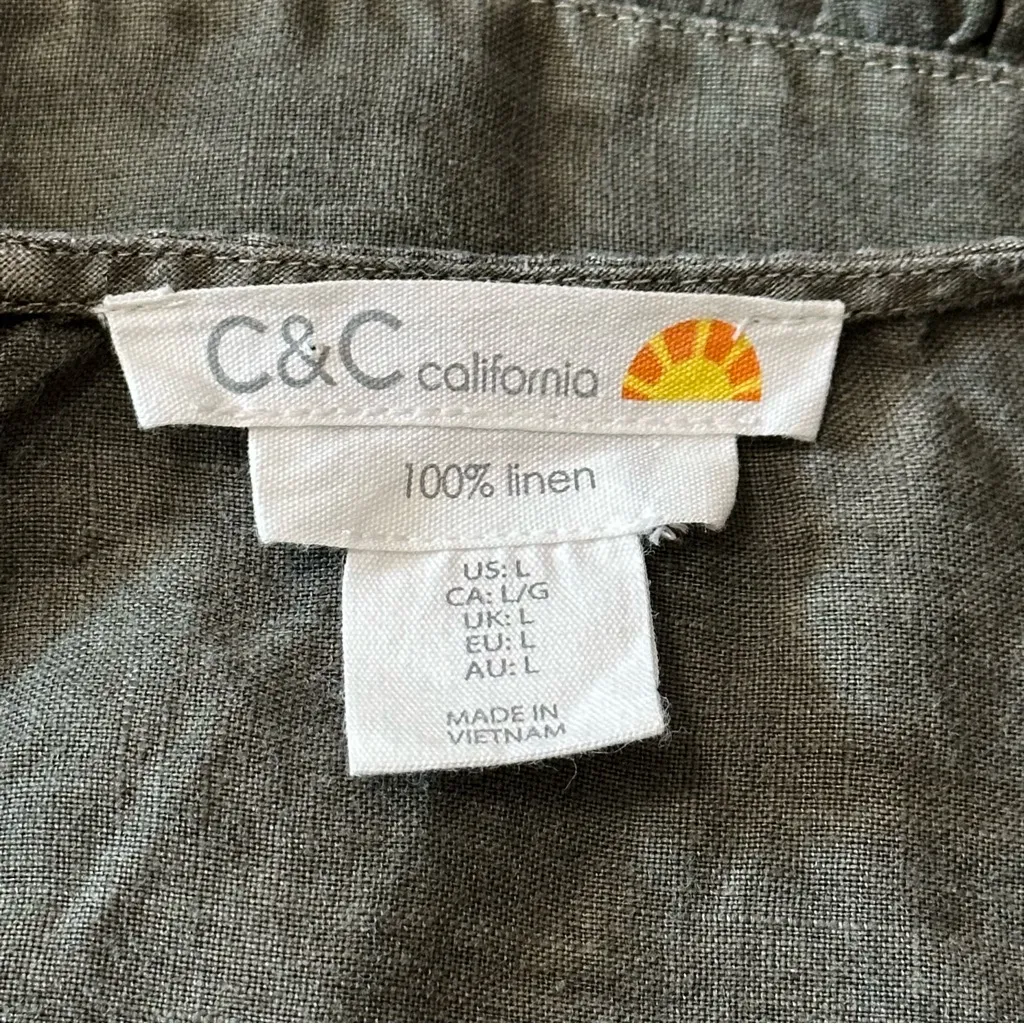 C&C california
100% linen
US: L
CA: L/G
UK: L
EU: L
AU: L
MADE IN
VIETNAM